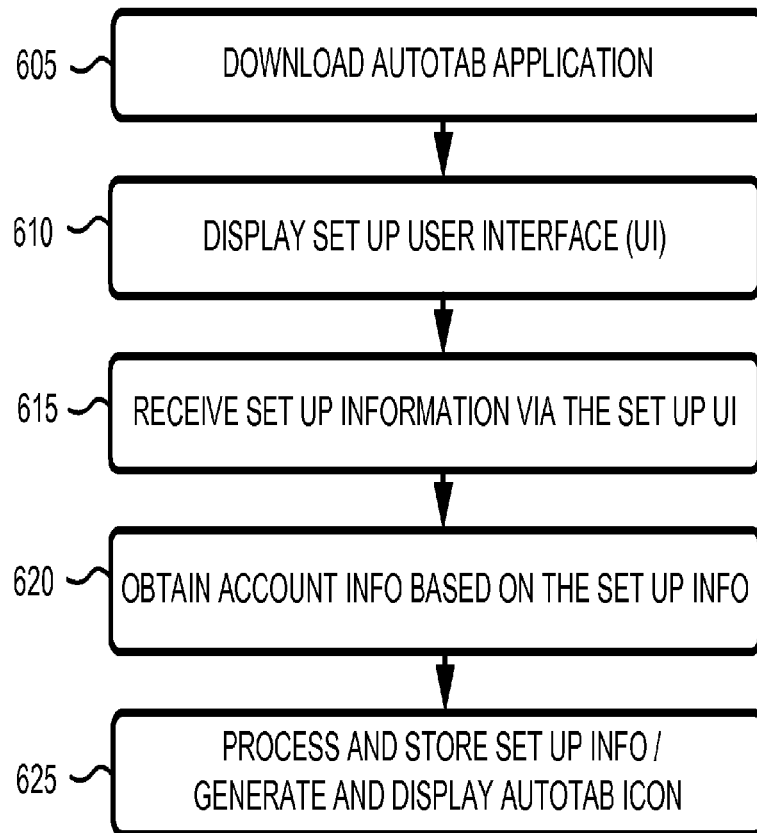 605
DOWNLOAD AUTOTAB APPLICATION
610
DISPLAY SET UP USER INTERFACE (UI)
615
RECEIVE SET UP INFORMATION VIA THE SET UP UI
620
OBTAIN ACCOUNT INFO BASED ON THE SET UP INFO
625
PROCESS AND STORE SET UP INFO /
GENERATE AND DISPLAY AUTOTAB ICON